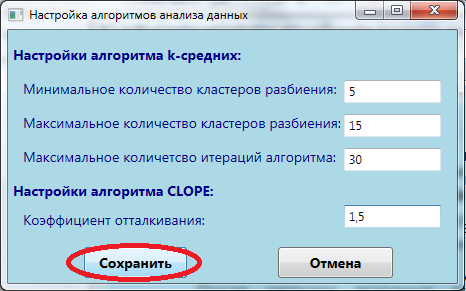 Настройка алгоритмов анализа данных
Настройки алгоритма k-средних:
Минимальное количество кластеров разбиения: 5
Максимальное количество кластеров разбиения: 15
Максимальное количетсво итераций алгоритма: 30
Настройки алгоритма CLOPE:
Коэффициент отталкивания: 1,5
Сохранить Отмена